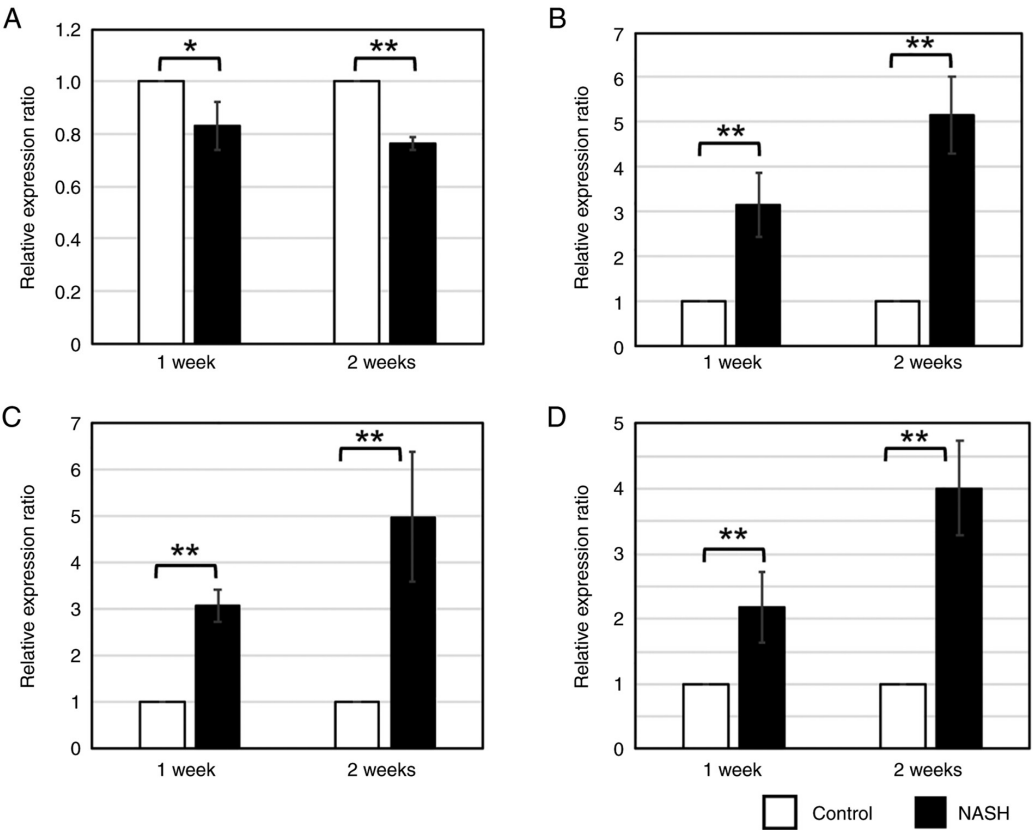 A
Relative expression ratio
1.2
1.0
0.8
0.6
0.4
0.2
0
*
**
1 week
2 weeks
B
Relative expression ratio
7
6
5
4
3
2
1
0
**
**
1 week
2 weeks
C
Relative expression ratio
7
6
5
4
3
2
1
0
**
**
1 week
2 weeks
D
Relative expression ratio
5
4
3
2
1
0
**
**
1 week
2 weeks
Control
NASH